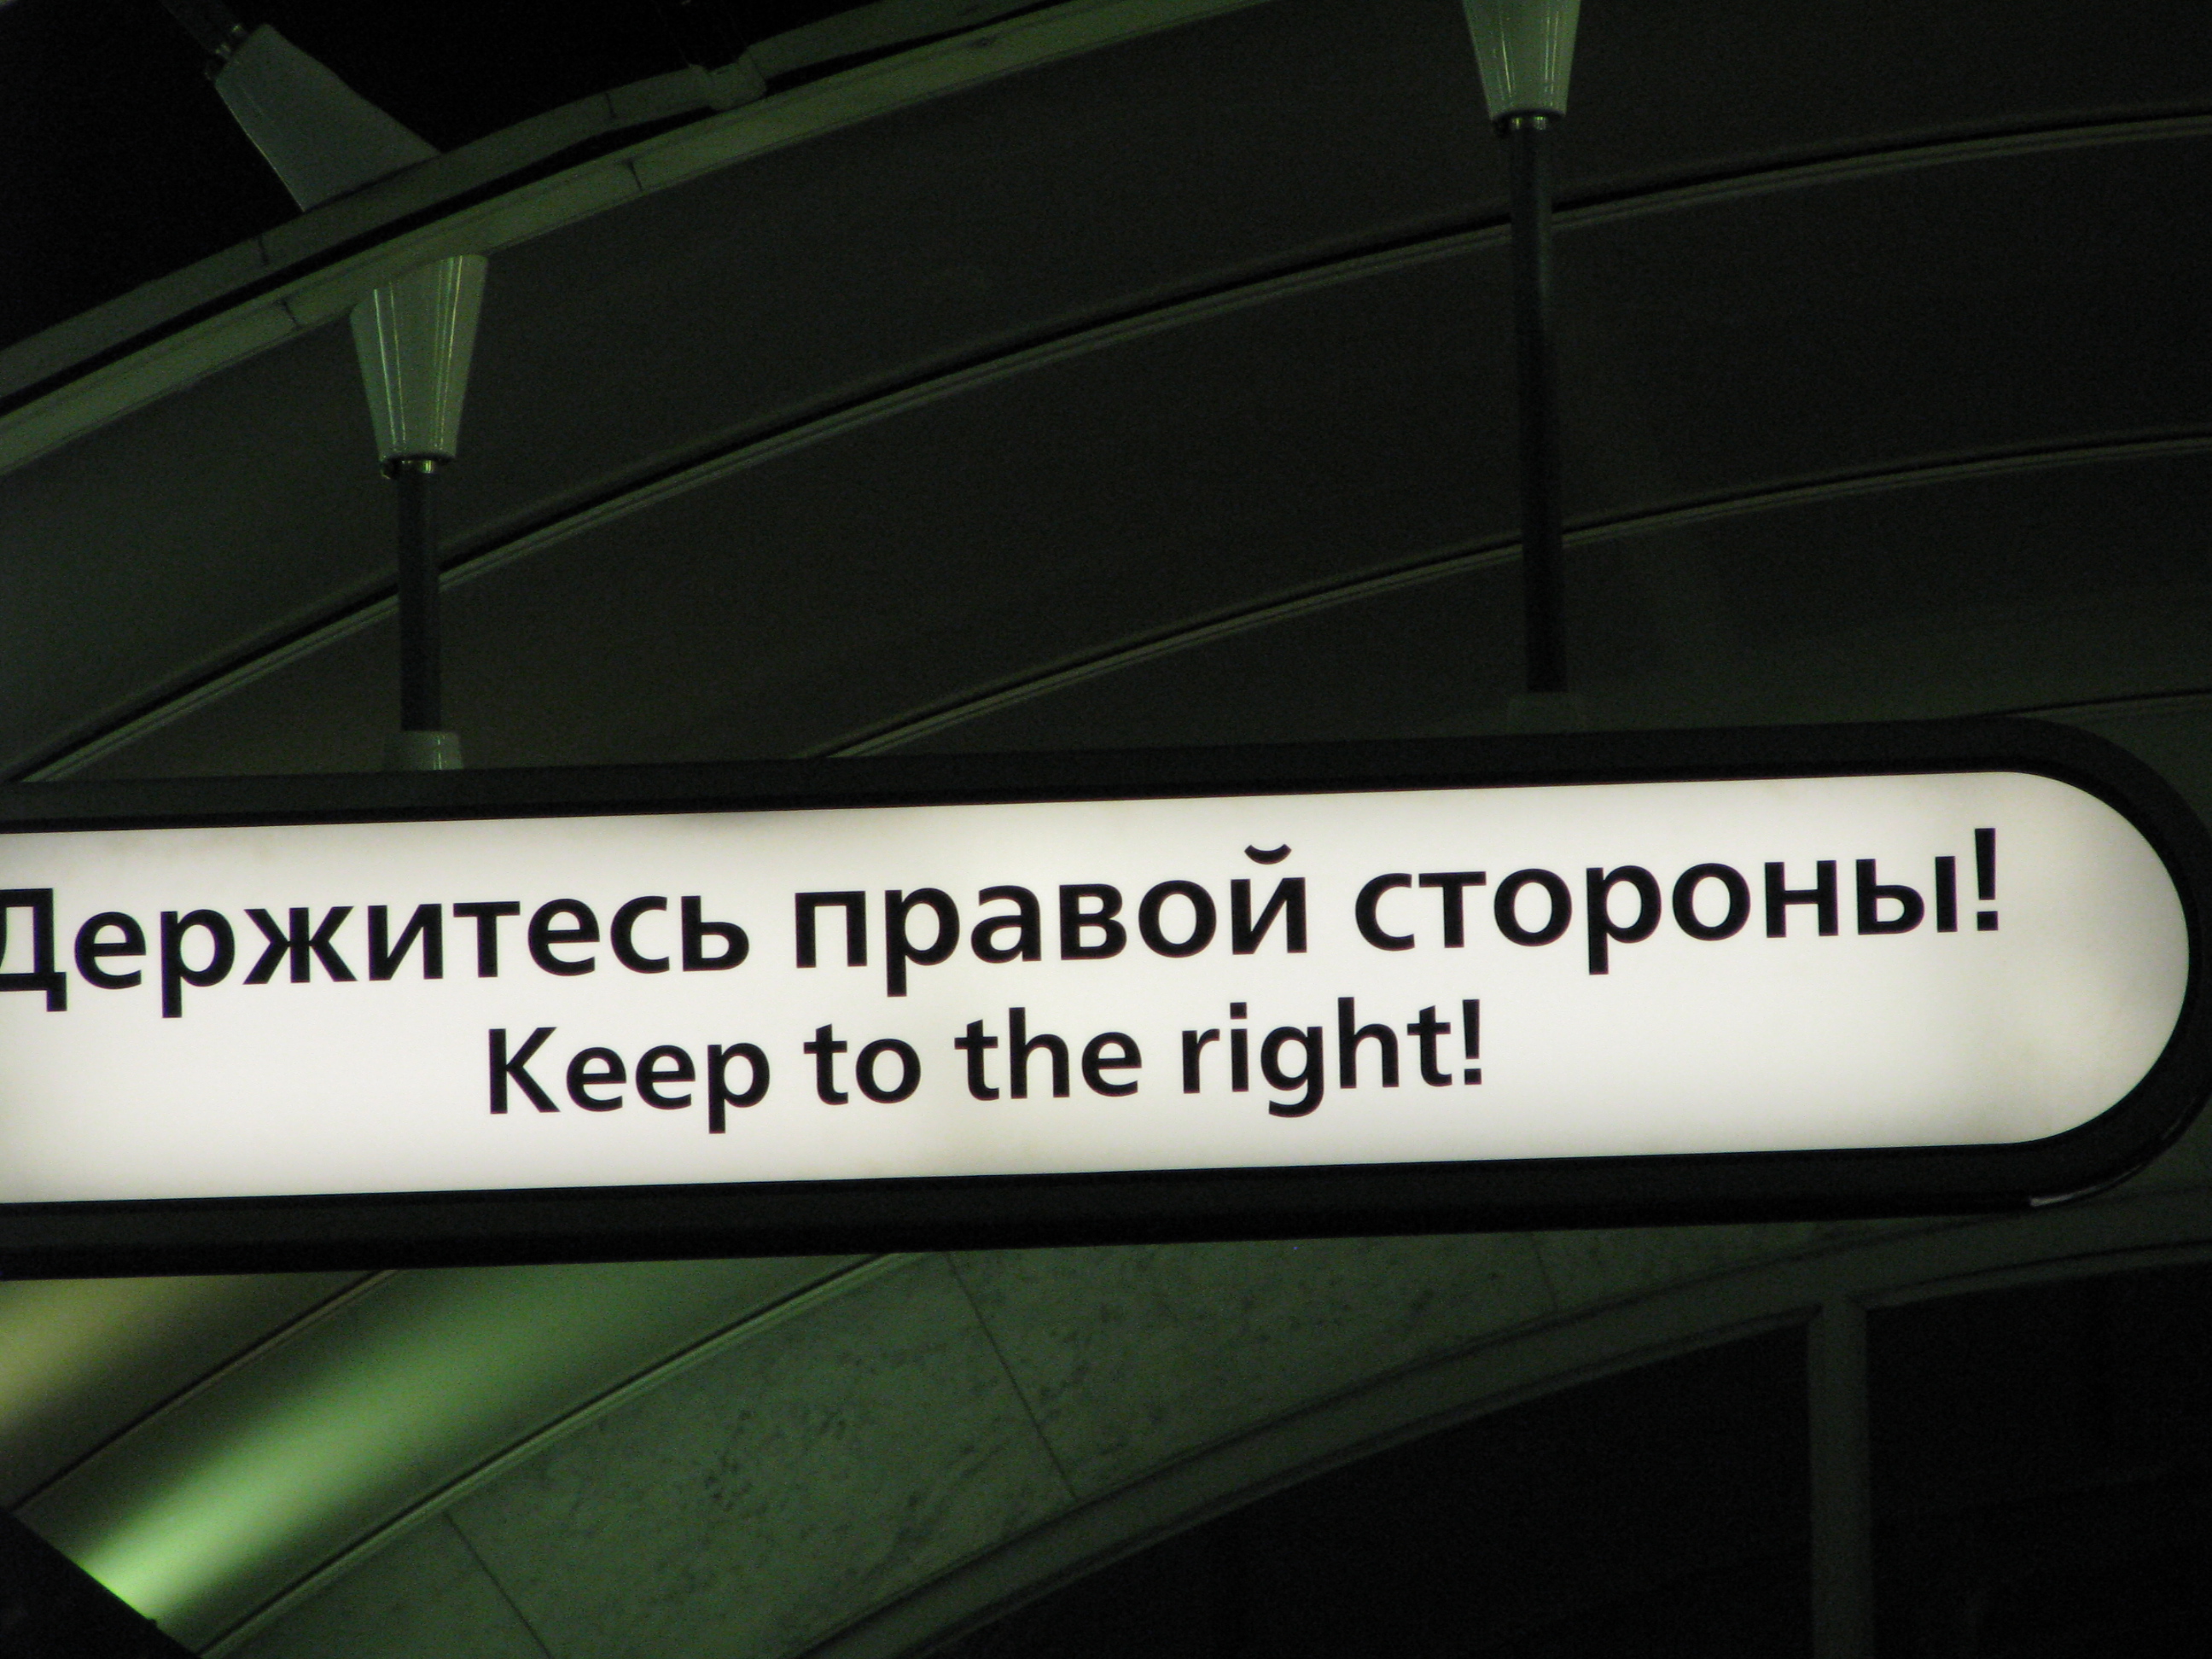 Держитесь правой стороны!
Keep to the right!